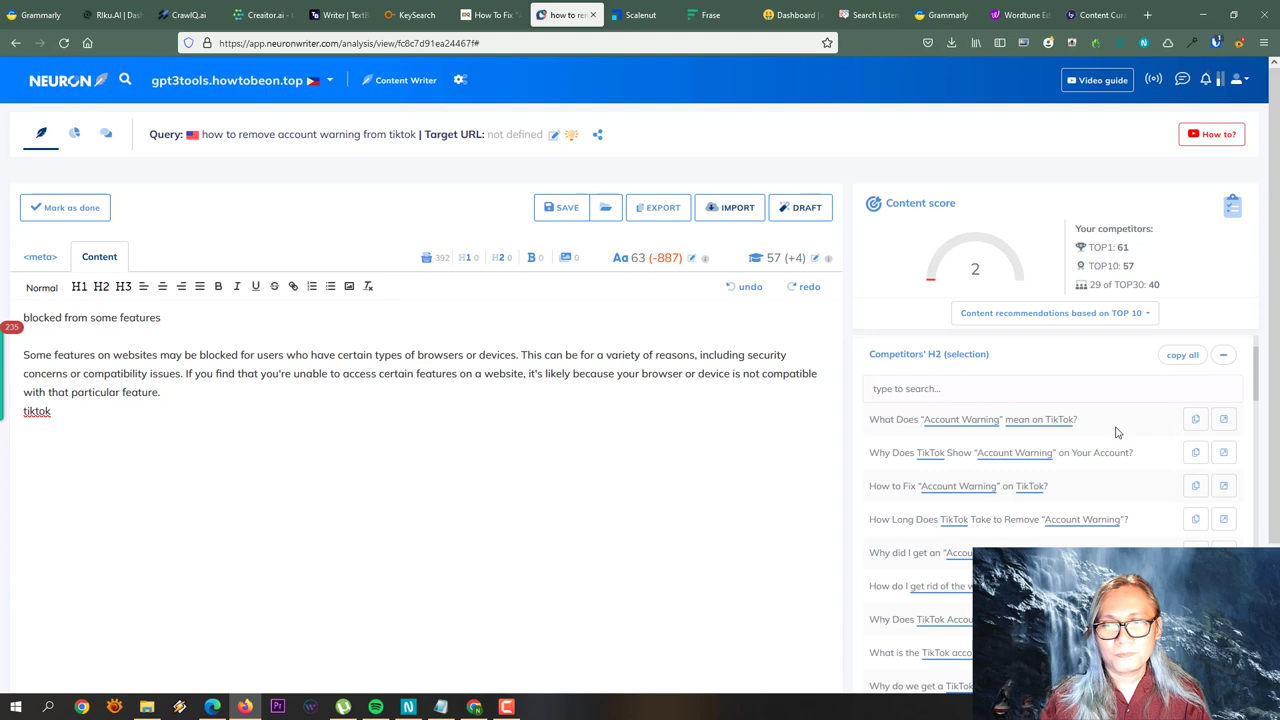 Grammarly
Riku.AI | Das
CrawlQ.ai
Creaitor.ai -
Writer | TextB
KeySearch
How To Fix "A
how to re
Scalenut
Frase
Dashboard |
Search Listen
Grammarly
Wordtune Ed
Content Cura
https://app.neuronwriter.com/analysis/view/fc8c7d91ea24467f#
NEURON
gpt3tools.howtobeon.top
Content Writer
Video guide
Query: how to remove account warning from tiktok | Target URL: not defined
How to?
Mark as done
SAVE
EXPORT
IMPORT
DRAFT
Content score
2
Your competitors:
TOP1: 61
TOP10: 57
29 of TOP30: 40
Content recommendations based on TOP 10
<meta>
Content
392
H1 0
H2 0
B 0
0
Aa 63 (-887)
57 (+4)
Normal
H1 H2 H3
B I U S
undo
redo
235
blocked from some features
Some features on websites may be blocked for users who have certain types of browsers or devices. This can be for a variety of reasons, including security
concerns or compatibility issues. If you find that you're unable to access certain features on a website, it's likely because your browser or device is not compatible
with that particular feature.
tiktok
Competitors' H2 (selection)
copy all
type to search...
What Does “Account Warning” mean on TikTok?
Why Does TikTok Show “Account Warning” on Your Account?
How to Fix “Account Warning” on TikTok?
How Long Does TikTok Take to Remove “Account Warning”?
Why did I get an “Accou
How do I get rid of the w
Why Does TikTok Accou
What is the TikTok acco
Why do we get a TikTok